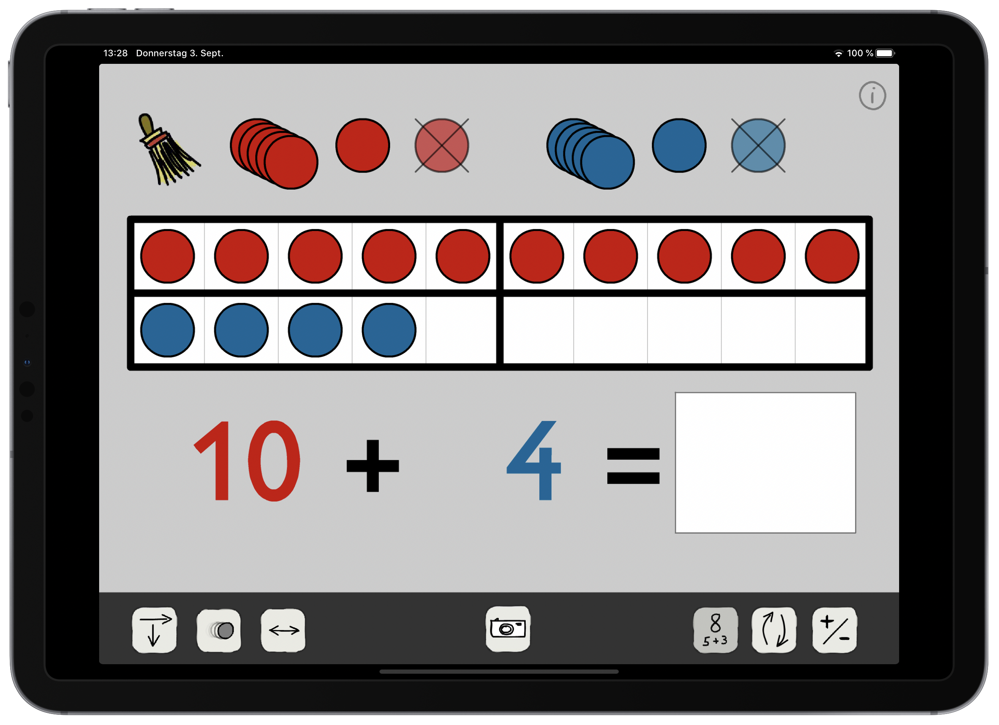 13:28 Donnerstag 3. Sept. 100 %
i
10 + 4 =
8
5+3
+/-